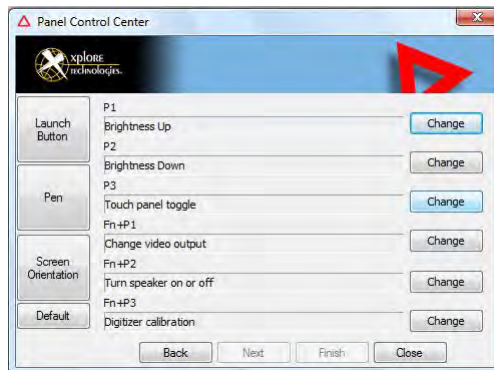 Panel Control Center
xplore
technologies.
Launch
Button
Pen
Screen
Orientation
Default
P1
Brightness Up
Change
P2
Brightness Down
Change
P3
Touch panel toggle
Change
Fn+P1
Change video output
Change
Fn+P2
Turn speaker on or off
Change
Fn+P3
Digitizer calibration
Change
Back
Next
Finish
Close